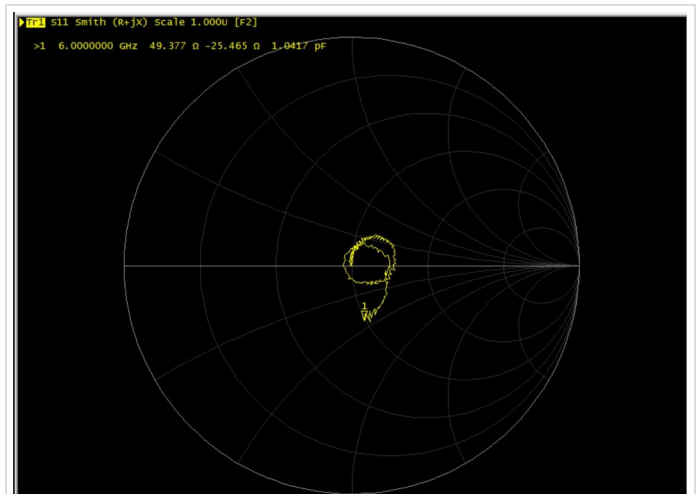 Tr1 S11 Smith (R+jX) Scale 1.000U [F2]
>1 6.0000000 GHz 49.377 Ω -25.465 Ω 1.0417 pF
1